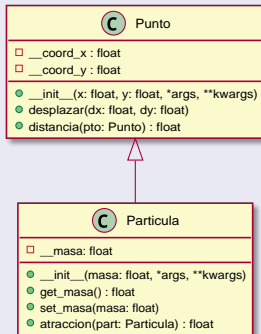 C Punto
__coord_x : float
__coord_y : float
__init__(x: float, y: float, *args, **kwargs)
desplazar(dx: float, dy: float)
distancia(pto: Punto) : float
C Particula
__masa: float
__init__(masa: float, *args, **kwargs)
get_masa() : float
set_masa(masa: float)
atraccion(part: Particula) : float